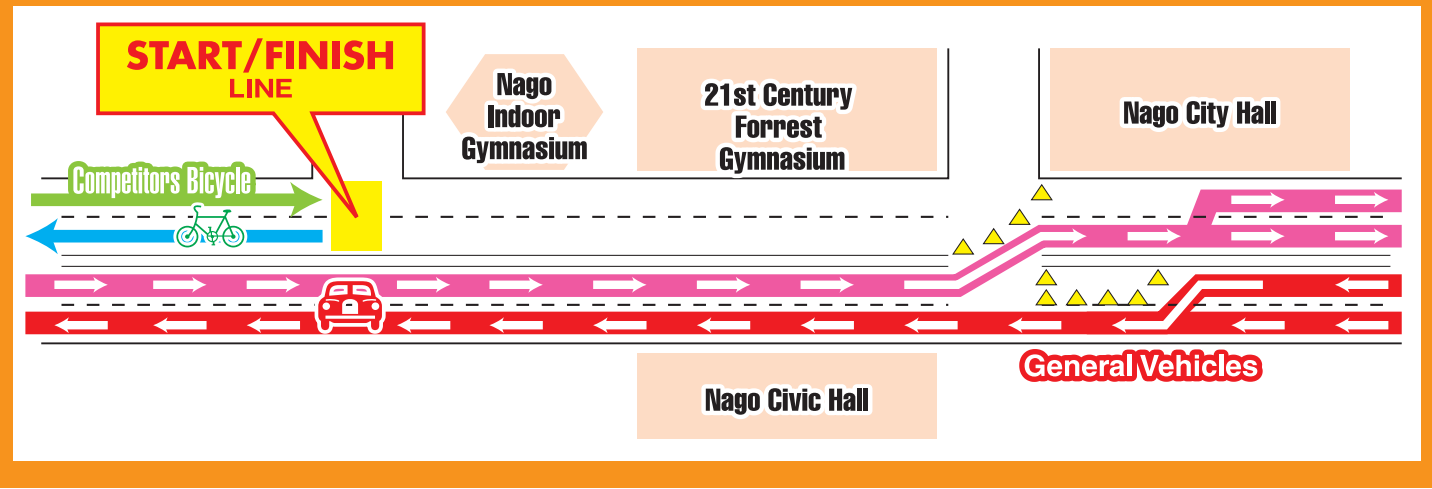 START/FINISH
LINE
Nago
Indoor
Gymnasium
21st Century
Forrest
Gymnasium
Nago City Hall
Competitors Bicycle
General Vehicles
Nago Civic Hall